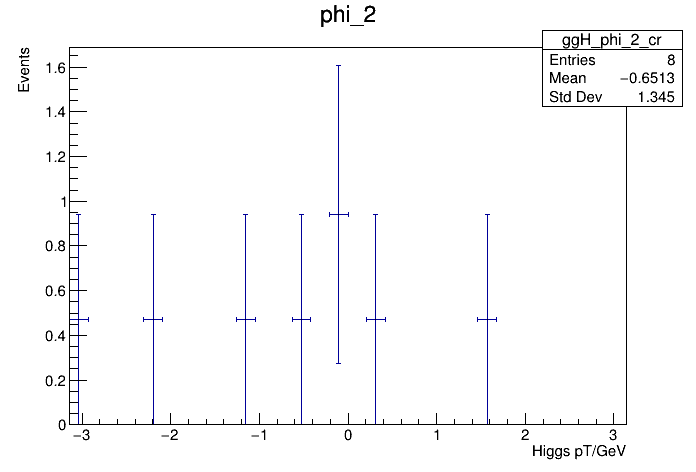 phi_2
ggH_phi_2_cr
Entries 8
Mean −0.6513
Std Dev 1.345
Events
1.6
1.4
1.2
1
0.8
0.6
0.4
0.2
0
−3 −2 −1 0 1 2 3
Higgs pT/GeV